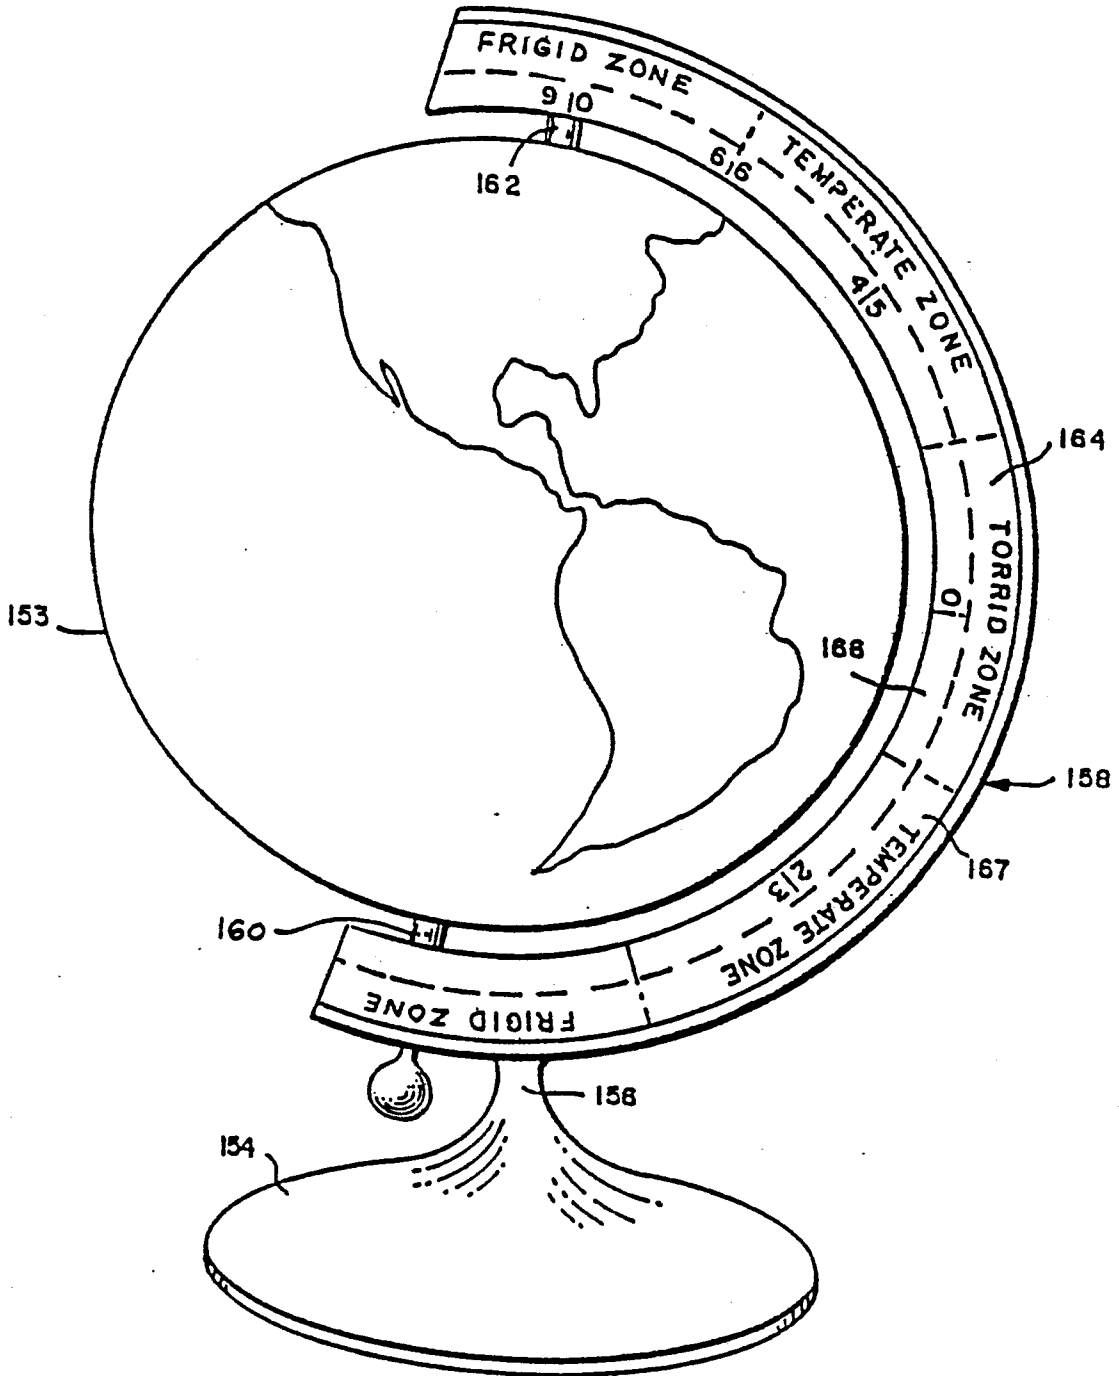 FRIGID ZONE
9 10
162
6 6
TEMPERATE ZONE
4 5
164
TORRID ZONE
0
153
166
158
167
TEMPERATE ZONE
2 3
160
FRIGID ZONE
156
154